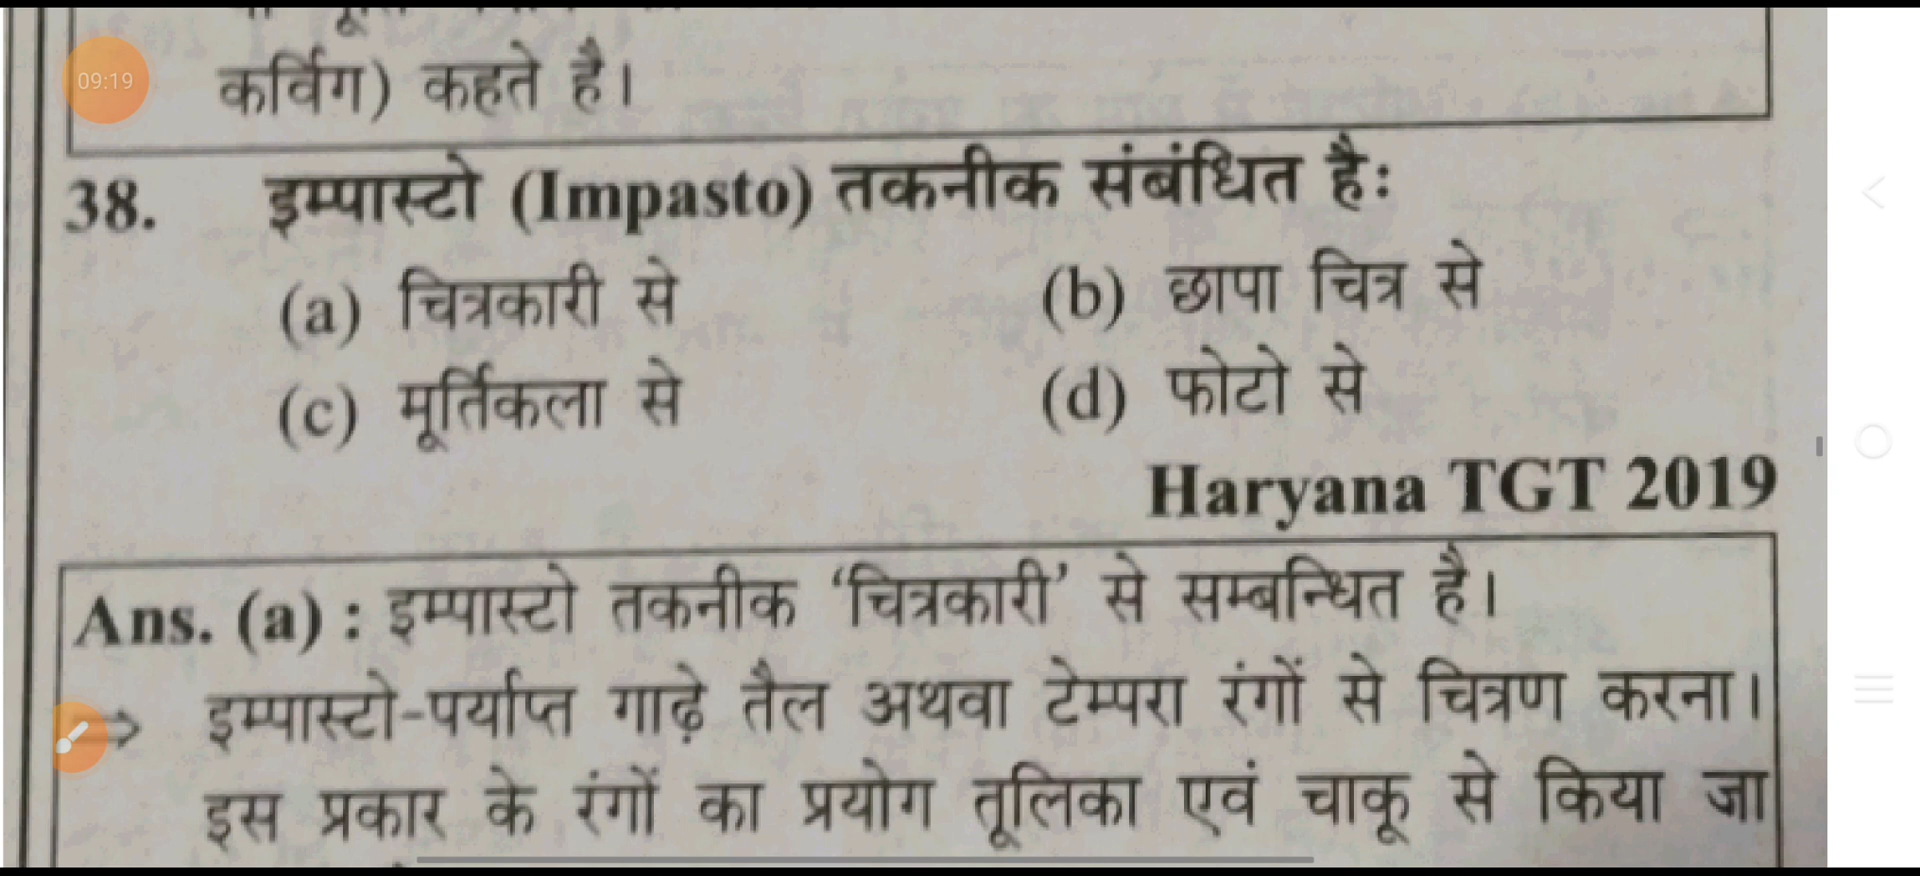 09:19
कर्विग) कहते है।
38. इम्पास्टो (Impasto) तकनीक संबंधित हैः
(a) चित्रकारी से (b) छापा चित्र से
(c) मूर्तिकला से (d) फोटो से
Haryana TGT 2019
Ans. (a) : इम्पास्टो तकनीक ‘चित्रकारी’ से सम्बन्धित है।
⇒ इम्पास्टो-पर्याप्त गाढ़े तैल अथवा टेम्परा रंगों से चित्रण करना।
इस प्रकार के रंगों का प्रयोग तूलिका एवं चाकू से किया जा